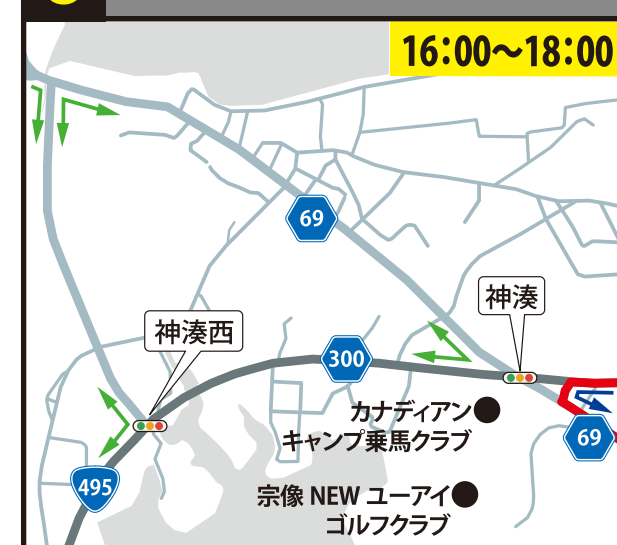 16:00〜18:00
69
神湊
神湊西
300
カナディアン
キャンプ乗馬クラブ
69
495
宗像 NEW ユーアイ
ゴルフクラブ